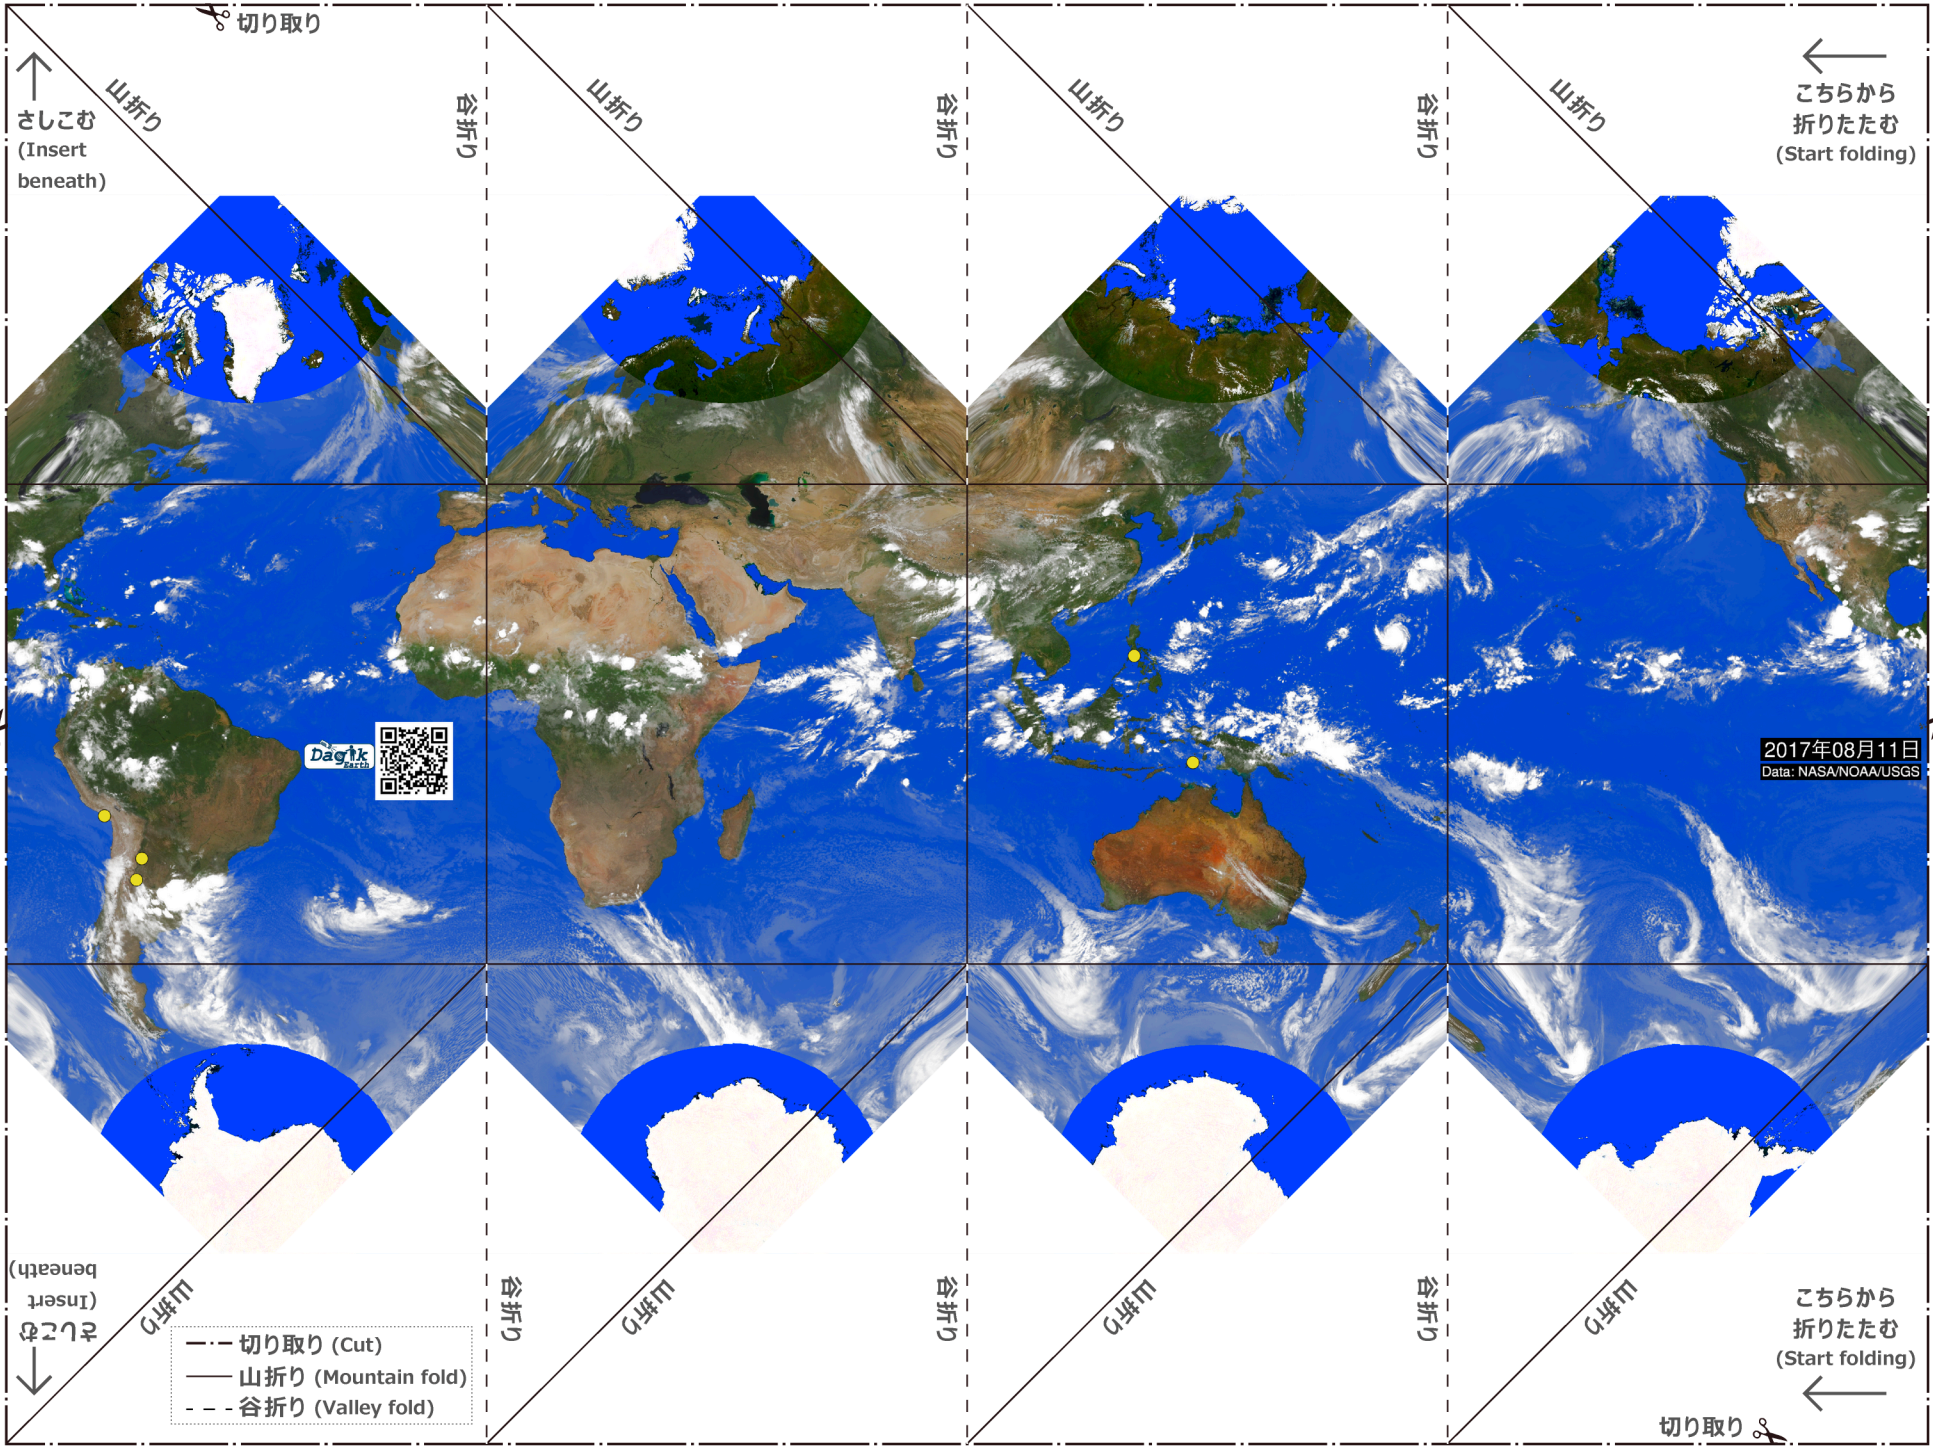 切り取り
山折り
谷折り
山折り
谷折り
山折り
谷折り
山折り
さしこむ
(Insert
beneath)
こちらから
折りたたむ
(Start folding)
Dagik
Earth
2017年08月11日
Data: NASA/NOAA/USGS
さしこむ
(Insert
beneath)
山折り
谷折り
山折り
谷折り
山折り
谷折り
山折り
切り取り (Cut)
山折り (Mountain fold)
谷折り (Valley fold)
こちらから
折りたたむ
(Start folding)
切り取り